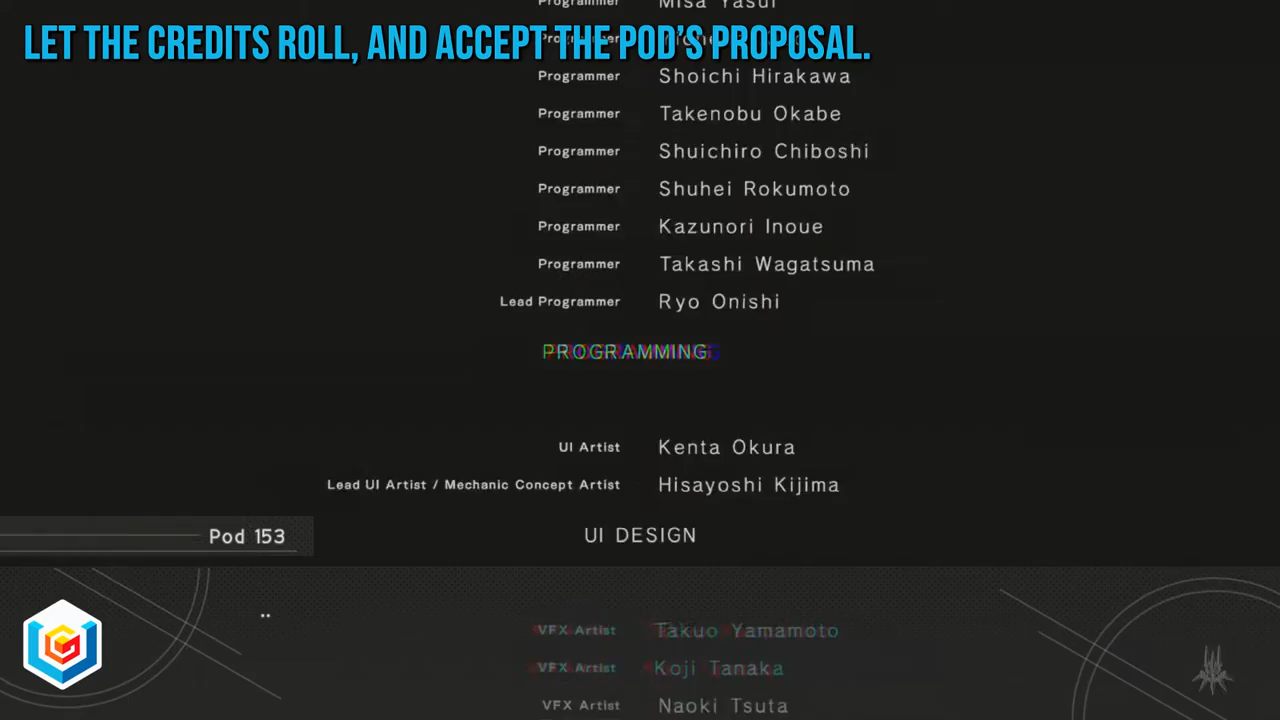 Programmer Misa Yasui
LET THE CREDITS ROLL, AND ACCEPT THE POD'S PROPOSAL.
Programmer Shoichi Hirakawa
Programmer Takenobu Okabe
Programmer Shuichiro Chiboshi
Programmer Shuhei Rokumoto
Programmer Kazunori Inoue
Programmer Takashi Wagatsuma
Lead Programmer Ryo Onishi
PROGRAMMING
UI Artist Kenta Okura
Lead UI Artist / Mechanic Concept Artist Hisayoshi Kijima
Pod 153
UI DESIGN
..
VFX Artist Takuo Yamamoto
VFX Artist Koji Tanaka
VFX Artist Naoki Tsuta